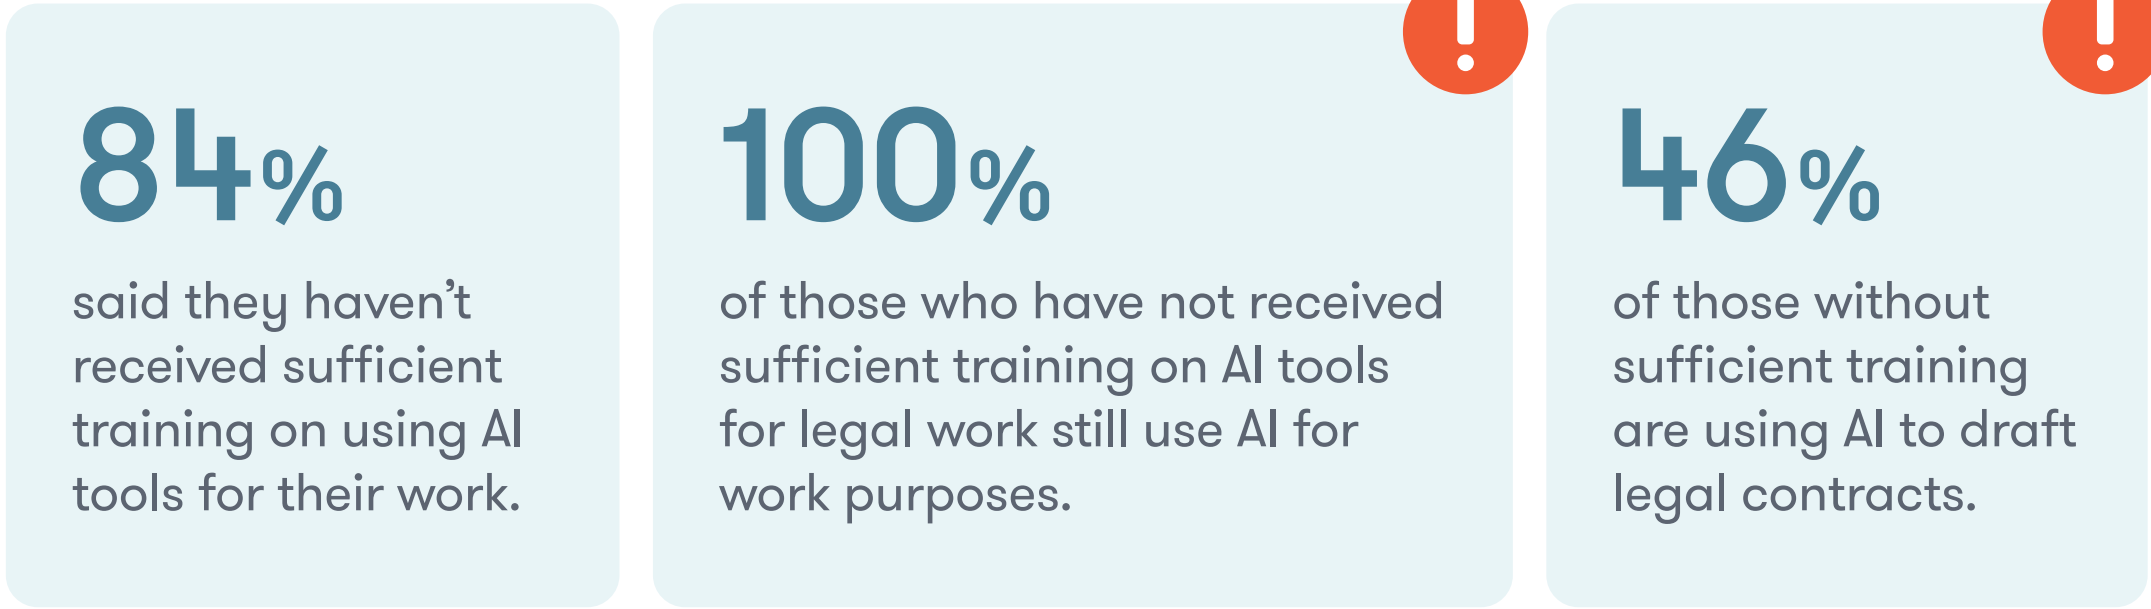 84%
said they haven’t
received sufficient
training on using AI
tools for their work.
!
100%
of those who have not received
sufficient training on AI tools
for legal work still use AI for
work purposes.
!
46%
of those without
sufficient training
are using AI to draft
legal contracts.